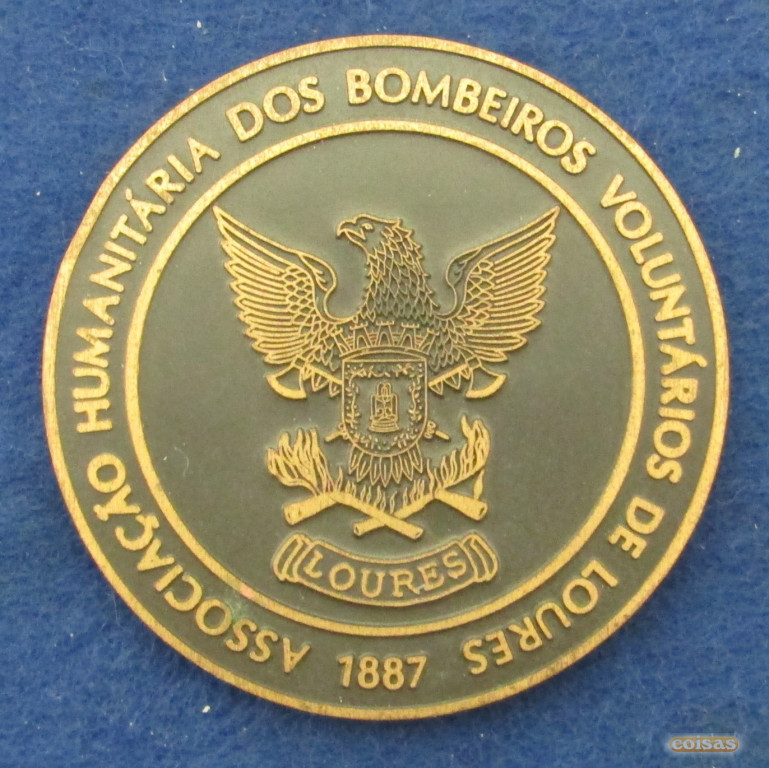 ASSOCIAÇÃO HUMANITÁRIA DOS BOMBEIROS VOLUNTÁRIOS DE LOURES
1887
LOURES
coisas